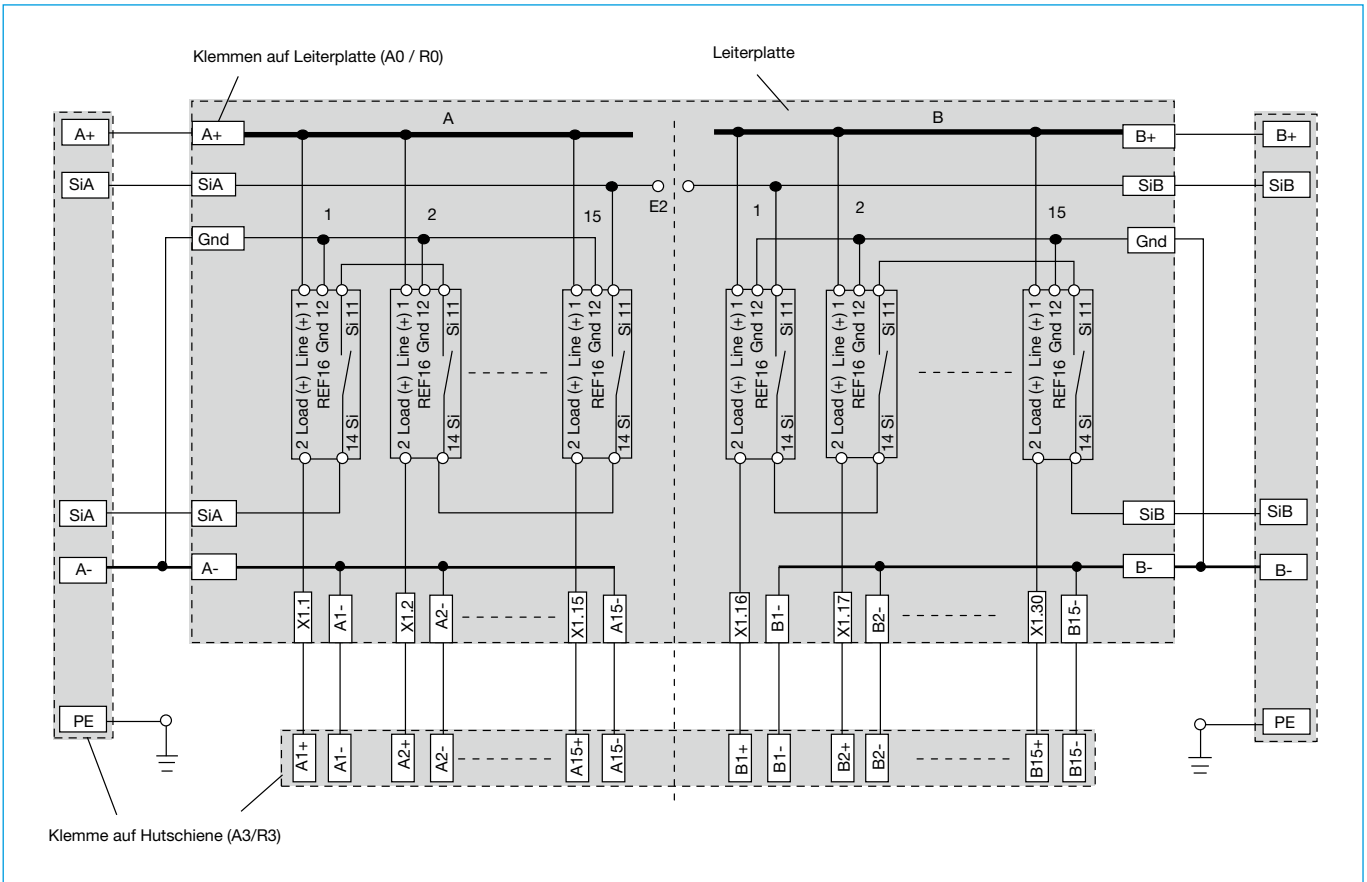 Klemmen auf Leiterplatte (A0 / R0)
Leiterplatte
A+
A+
A
B
B+
B+
SiA
SiA
E2
SiB
SiB
1
2
15
1
2
15
Gnd
Gnd
2 Load (+) Line (+) 1
REF16 Gnd 12
14 Si
Si 11
2 Load (+) Line (+) 1
REF16 Gnd 12
14 Si
Si 11
2 Load (+) Line (+) 1
REF16 Gnd 12
14 Si
Si 11
2 Load (+) Line (+) 1
REF16 Gnd 12
14 Si
Si 11
2 Load (+) Line (+) 1
REF16 Gnd 12
14 Si
Si 11
2 Load (+) Line (+) 1
REF16 Gnd 12
14 Si
Si 11
SiA
SiA
SiB
SiB
A-
A-
B-
B-
X1.1
A1-
X1.2
A2-
X1.15
A15-
X1.16
B1-
X1.17
B2-
X1.30
B15-
PE
PE
A1+
A1-
A2+
A2-
A15+
A15-
B1+
B1-
B2+
B2-
B15+
B15-
Klemme auf Hutschiene (A3/R3)